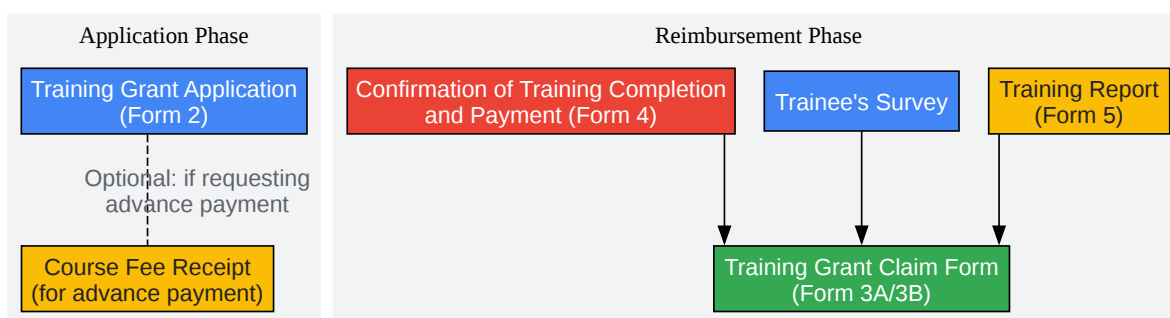 Application Phase
Training Grant Application
(Form 2)
Optional: if requesting
advance payment
Course Fee Receipt
(for advance payment)
Reimbursement Phase
Confirmation of Training Completion
and Payment (Form 4)
Trainee's Survey
Training Report
(Form 5)
Training Grant Claim Form
(Form 3A/3B)